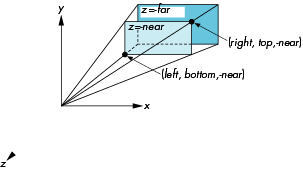 y
z=-far
z=-near
(right, top,-near)
(left, bottom,-near)
x
z